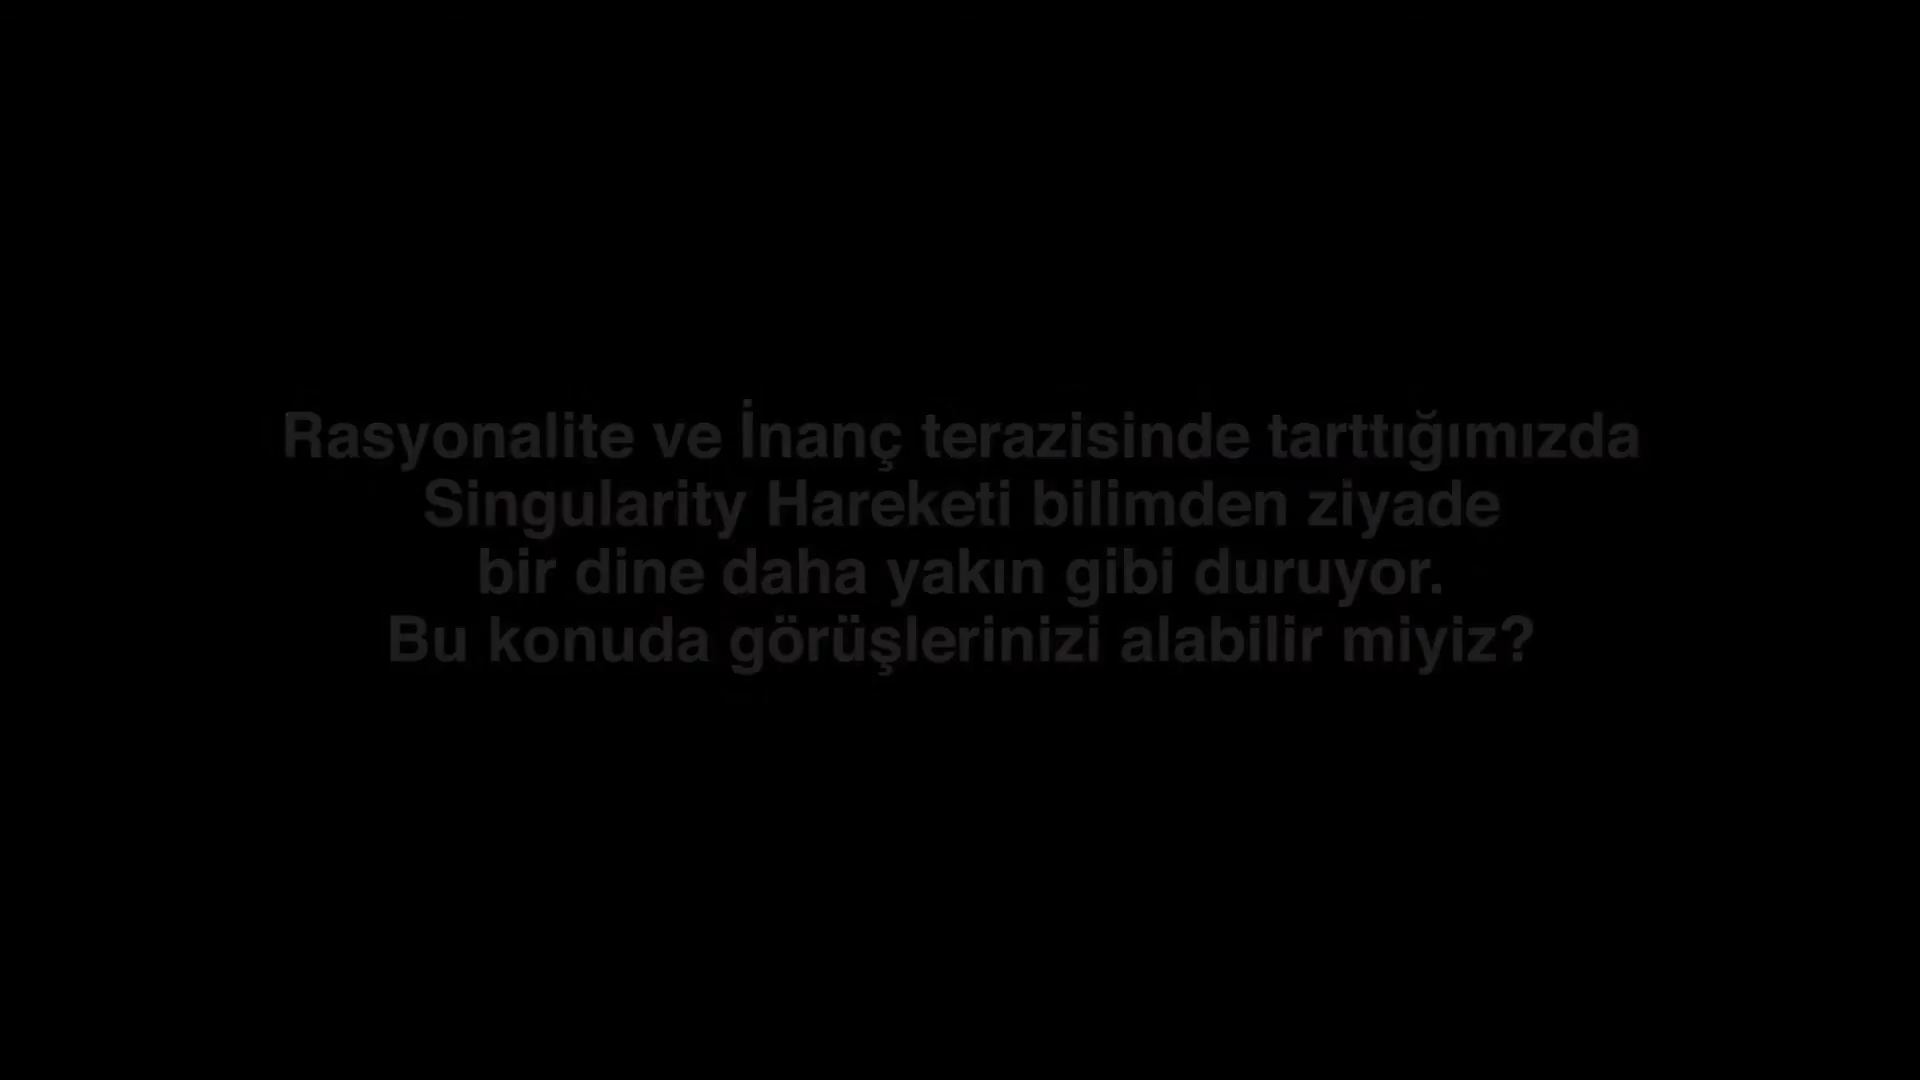 Rasyonalite ve İnanç terazisinde tarttığımızda
Singularity Hareketi bilimden ziyade
bir dine daha yakın gibi duruyor.
Bu konuda görüşlerinizi alabilir miyiz?